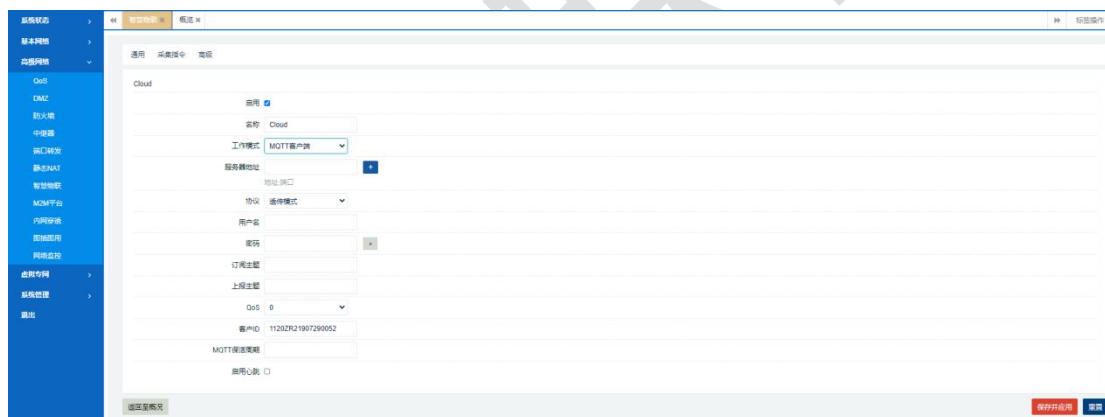 系统状态
基本网络
高级网络
QoS
DMZ
防火墙
中继器
端口转发
静态NAT
智慧物联
M2M平台
内网穿透
即插即用
网络监控
虚拟专网
系统管理
退出
智慧物联 概览
标签操作
通用 采集指令 高级
Cloud
启用
名称 Cloud
工作模式 MQTT客户端
服务器地址
地址:端口
协议 透传模式
用户名
密码
订阅主题
上报主题
QoS 0
客户ID 1120ZR21907290052
MQTT保活周期
启用心跳
返回至概况 保存并应用 重置